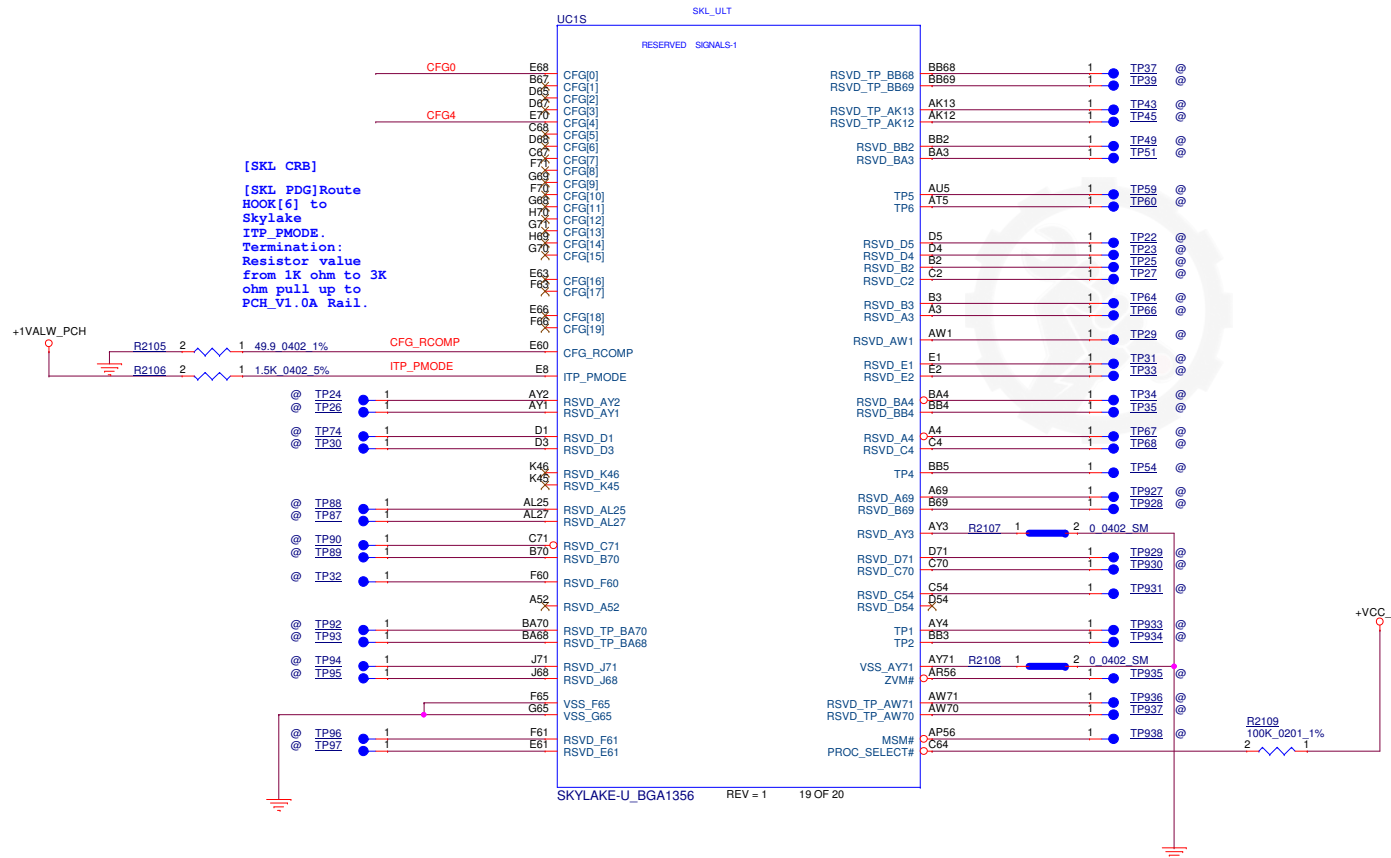 SKL_ULT
UC1S
RESERVED SIGNALS-1
CFG0 E68 CFG[0]
B67 CFG[1]
D65 CFG[2]
D67 CFG[3]
CFG4 E70 CFG[4]
C68 CFG[5]
D68 CFG[6]
C67 CFG[7]
F71 CFG[8]
G69 CFG[9]
F70 CFG[10]
G68 CFG[11]
H70 CFG[12]
G71 CFG[13]
H69 CFG[14]
G70 CFG[15]
E63 CFG[16]
F63 CFG[17]
E66 CFG[18]
F66 CFG[19]
[SKL CRB]
[SKL PDG]Route
HOOK[6] to
Skylake
ITP_PMODE.
Termination:
Resistor value
from 1K ohm to 3K
ohm pull up to
PCH_V1.0A Rail.
+1VALW_PCH
R2105 2 1 49.9_0402_1% CFG_RCOMP E60 CFG_RCOMP
R2106 2 1 1.5K_0402_5% ITP_PMODE E8 ITP_PMODE
@ TP24 1 AY2 RSVD_AY2
@ TP26 1 AY1 RSVD_AY1
@ TP74 1 D1 RSVD_D1
@ TP30 1 D3 RSVD_D3
K46 RSVD_K46
K45 RSVD_K45
@ TP88 1 AL25 RSVD_AL25
@ TP87 1 AL27 RSVD_AL27
@ TP90 1 C71 RSVD_C71
@ TP89 1 B70 RSVD_B70
@ TP32 1 F60 RSVD_F60
A52 RSVD_A52
@ TP92 1 BA70 RSVD_TP_BA70
@ TP93 1 BA68 RSVD_TP_BA68
@ TP94 1 J71 RSVD_J71
@ TP95 1 J68 RSVD_J68
F65 VSS_F65
G65 VSS_G65
@ TP96 1 F61 RSVD_F61
@ TP97 1 E61 RSVD_E61
RSVD_TP_BB68 BB68 1 TP37 @
RSVD_TP_BB69 BB69 1 TP39 @
RSVD_TP_AK13 AK13 1 TP43 @
RSVD_TP_AK12 AK12 1 TP45 @
RSVD_BB2 BB2 1 TP49 @
RSVD_BA3 BA3 1 TP51 @
TP5 AU5 1 TP59 @
TP6 AT5 1 TP60 @
RSVD_D5 D5 1 TP22 @
RSVD_D4 D4 1 TP23 @
RSVD_B2 B2 1 TP25 @
RSVD_C2 C2 1 TP27 @
RSVD_B3 B3 1 TP64 @
RSVD_A3 A3 1 TP66 @
RSVD_AW1 AW1 1 TP29 @
RSVD_E1 E1 1 TP31 @
RSVD_E2 E2 1 TP33 @
RSVD_BA4 BA4 1 TP34 @
RSVD_BB4 BB4 1 TP35 @
RSVD_A4 A4 1 TP67 @
RSVD_C4 C4 1 TP68 @
TP4 BB5 1 TP54 @
RSVD_A69 A69 1 TP927 @
RSVD_B69 B69 1 TP928 @
RSVD_AY3 AY3 R2107 1 2 0_0402_SM
RSVD_D71 D71 1 TP929 @
RSVD_C70 C70 1 TP930 @
RSVD_C54 C54 1 TP931 @
RSVD_D54 D54
TP1 AY4 1 TP933 @
TP2 BB3 1 TP934 @
VSS_AY71 AY71 R2108 1 2 0_0402_SM
ZVM# AR56 1 TP935 @
RSVD_TP_AW71 AW71 1 TP936 @
RSVD_TP_AW70 AW70 1 TP937 @
MSM# AP56 1 TP938 @
PROC_SELECT# C64
+VCC_
R2109
100K_0201_1%
2 1
SKYLAKE-U_BGA1356 REV = 1 19 OF 20